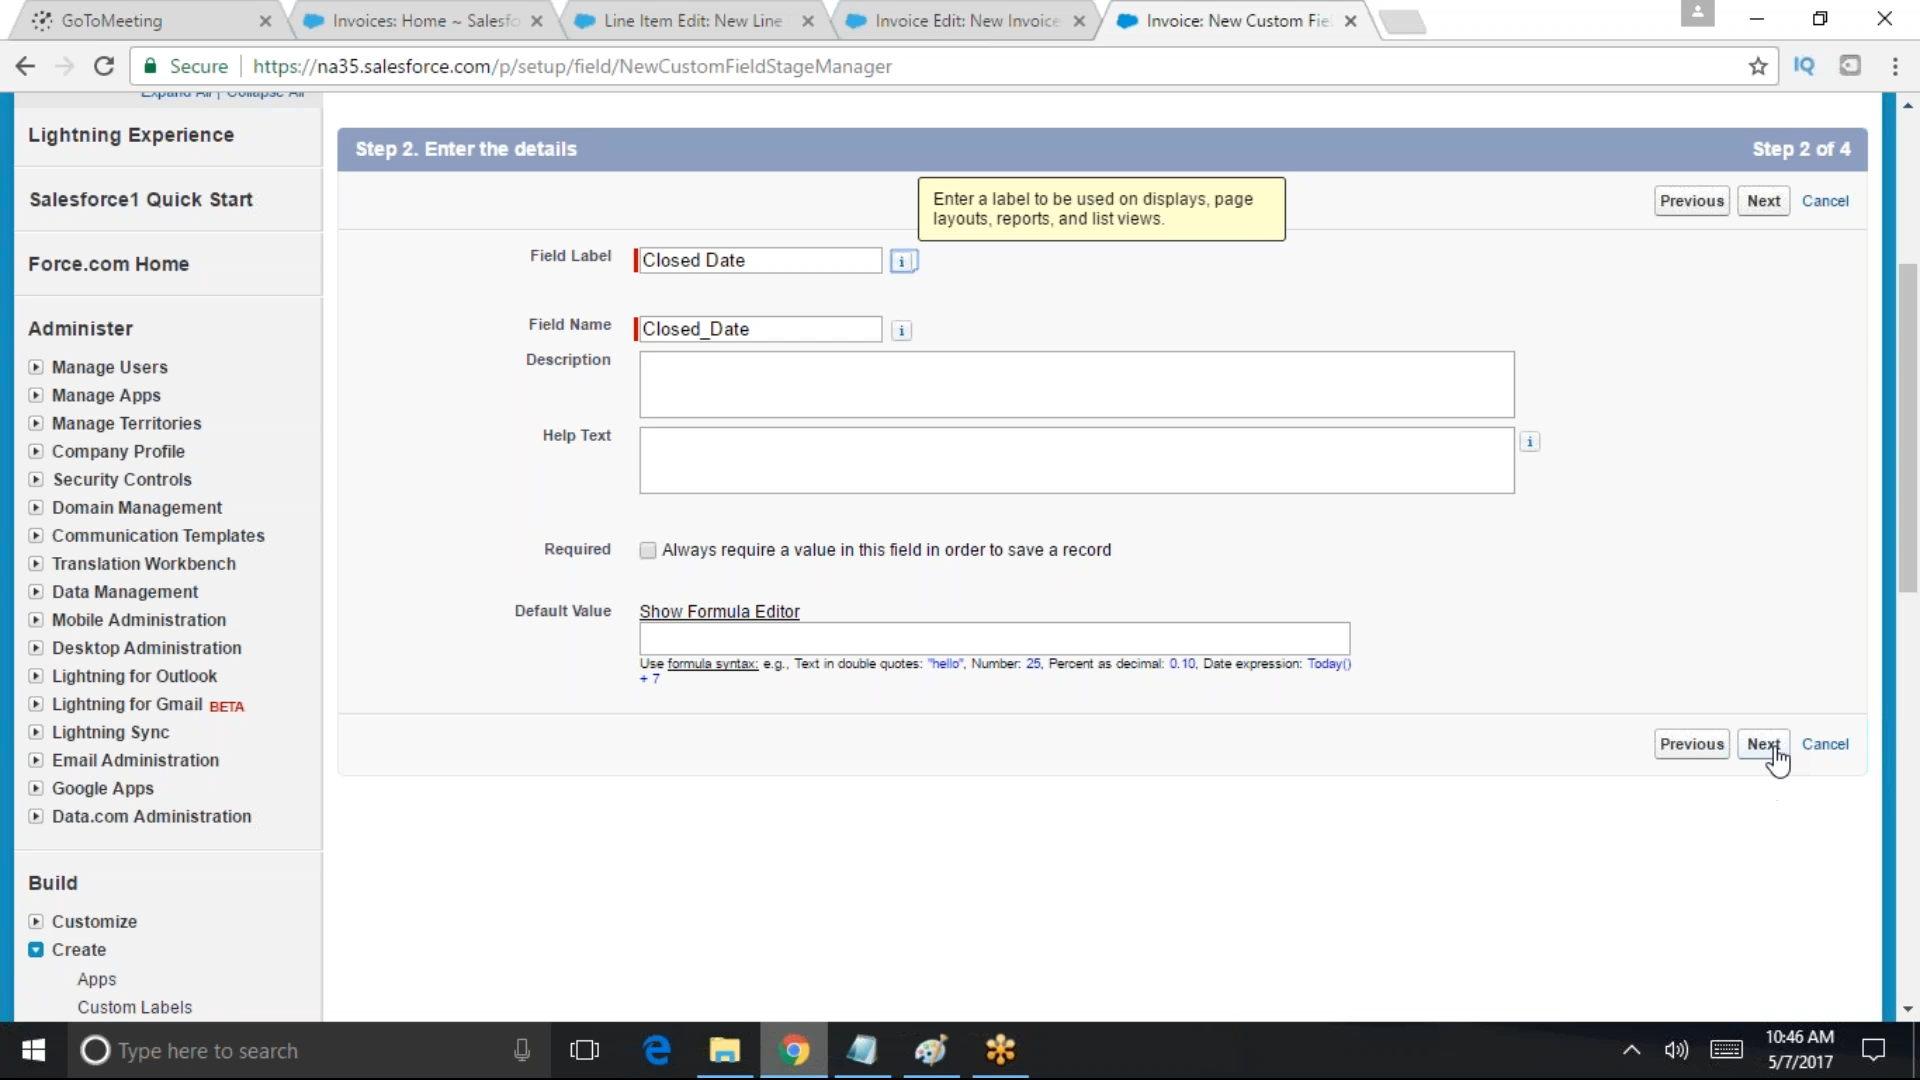 GoToMeeting
Invoices: Home ~ Salesfo
Line Item Edit: New Line
Invoice Edit: New Invoice
Invoice: New Custom Fie
Secure
https://na35.salesforce.com/p/setup/field/NewCustomFieldStageManager
IQ
Expand All | Collapse All
Lightning Experience
Salesforce1 Quick Start
Force.com Home
Administer
Manage Users
Manage Apps
Manage Territories
Company Profile
Security Controls
Domain Management
Communication Templates
Translation Workbench
Data Management
Mobile Administration
Desktop Administration
Lightning for Outlook
Lightning for Gmail BETA
Lightning Sync
Email Administration
Google Apps
Data.com Administration
Build
Customize
Create
Apps
Custom Labels
Step 2. Enter the details
Step 2 of 4
Previous
Next
Cancel
Enter a label to be used on displays, page
layouts, reports, and list views.
Field Label
Closed Date
i
Field Name
Closed_Date
i
Description
Help Text
i
Required
Always require a value in this field in order to save a record
Default Value
Show Formula Editor
Use formula syntax: e.g., Text in double quotes: "hello", Number: 25, Percent as decimal: 0.10, Date expression: Today()
+ 7
Previous
Next
Cancel
Type here to search
10:46 AM
5/7/2017